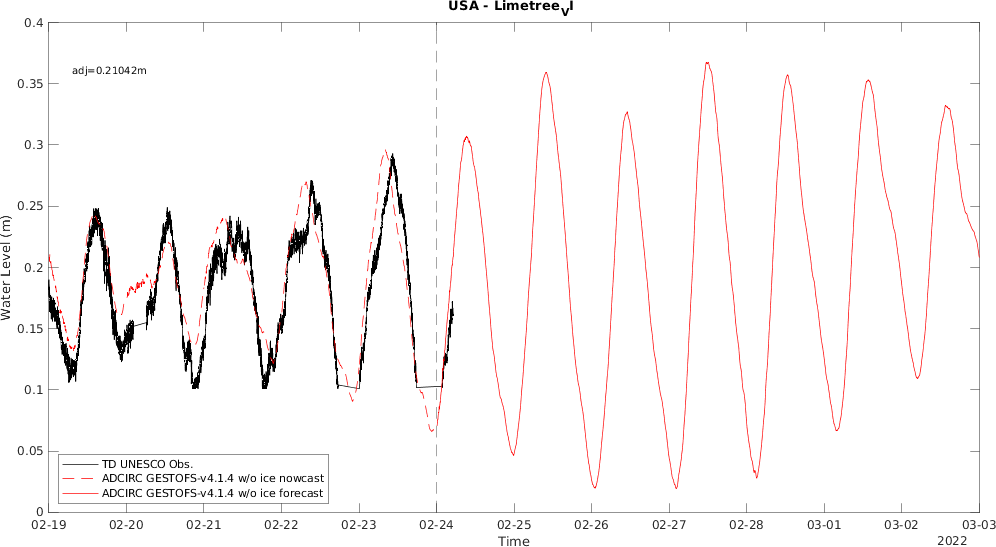 USA - Limetree_VI
0.4
adj=0.21042m
0.35
0.3
0.25
0.2
0.15
0.1
0.05
0
Water Level (m)
TD UNESCO Obs.
ADCIRC GESTOFS-v4.1.4 w/o ice nowcast
ADCIRC GESTOFS-v4.1.4 w/o ice forecast
02-19 02-20 02-21 02-22 02-23 02-24 02-25 02-26 02-27 02-28 03-01 03-02 03-03
Time
2022